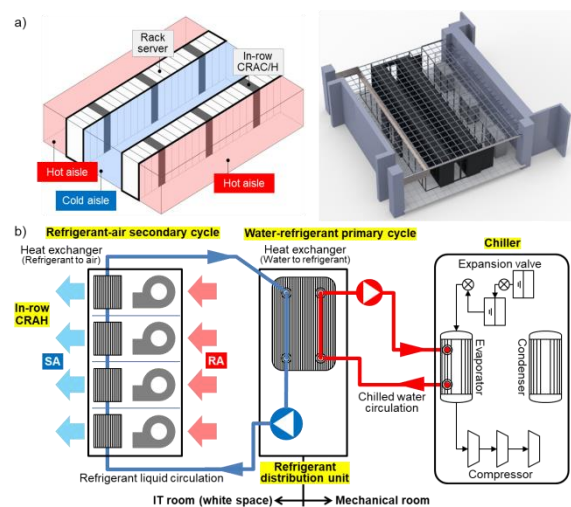 a)
Rack
server
In-row
CRAC/H
Hot aisle
Cold aisle
Hot aisle
b)
Refrigerant-air secondary cycle
Water-refrigerant primary cycle
Chiller
Heat exchanger
(Refrigerant to air)
Heat exchanger
(Water to refrigerant)
Expansion valve
In-row
CRAH
SA
RA
Evaporator
Condenser
Chilled water
circulation
Refrigerant liquid circulation
Refrigerant
distribution unit
Compressor
IT room (white space)
Mechanical room